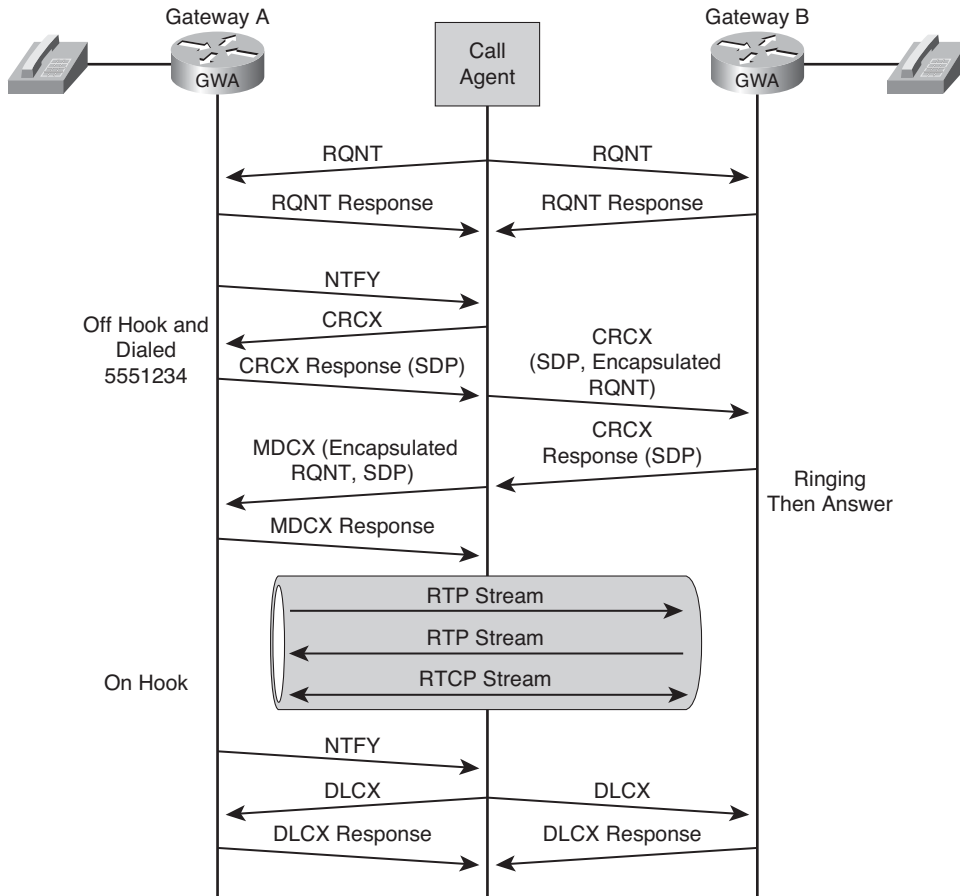 Gateway A
Gateway B
GWA
Call
Agent
GWA
RQNT
RQNT
RQNT Response
RQNT Response
NTFY
Off Hook and
Dialed
5551234
CRCX
CRCX Response (SDP)
CRCX
(SDP, Encapsulated
RQNT)
MDCX (Encapsulated
RQNT, SDP)
CRCX
Response (SDP)
Ringing
Then Answer
MDCX Response
RTP Stream
RTP Stream
RTCP Stream
On Hook
NTFY
DLCX
DLCX
DLCX Response
DLCX Response